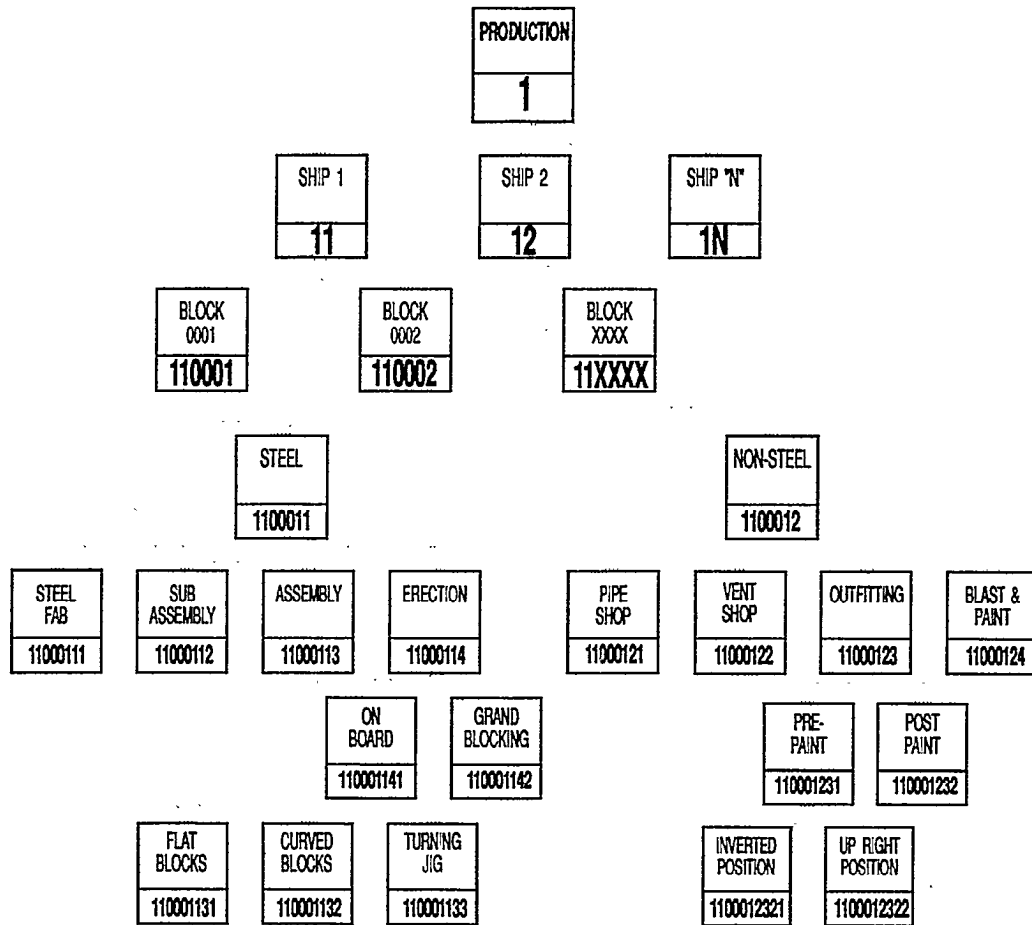 PRODUCTION
1
SHIP 1
11
SHIP 2
12
SHIP "N"
1N
BLOCK
0001
110001
BLOCK
0002
110002
BLOCK
XXXX
11XXXX
STEEL
1100011
NON-STEEL
1100012
STEEL
FAB
11000111
SUB
ASSEMBLY
11000112
ASSEMBLY
11000113
ERECTION
11000114
PIPE
SHOP
11000121
VENT
SHOP
11000122
OUTFITTING
11000123
BLAST &
PAINT
11000124
ON
BOARD
110001141
GRAND
BLOCKING
110001142
PRE-
PAINT
110001231
POST
PAINT
110001232
FLAT
BLOCKS
110001131
CURVED
BLOCKS
110001132
TURNING
JIG
110001133
INVERTED
POSITION
1100012321
UP RIGHT
POSITION
1100012322